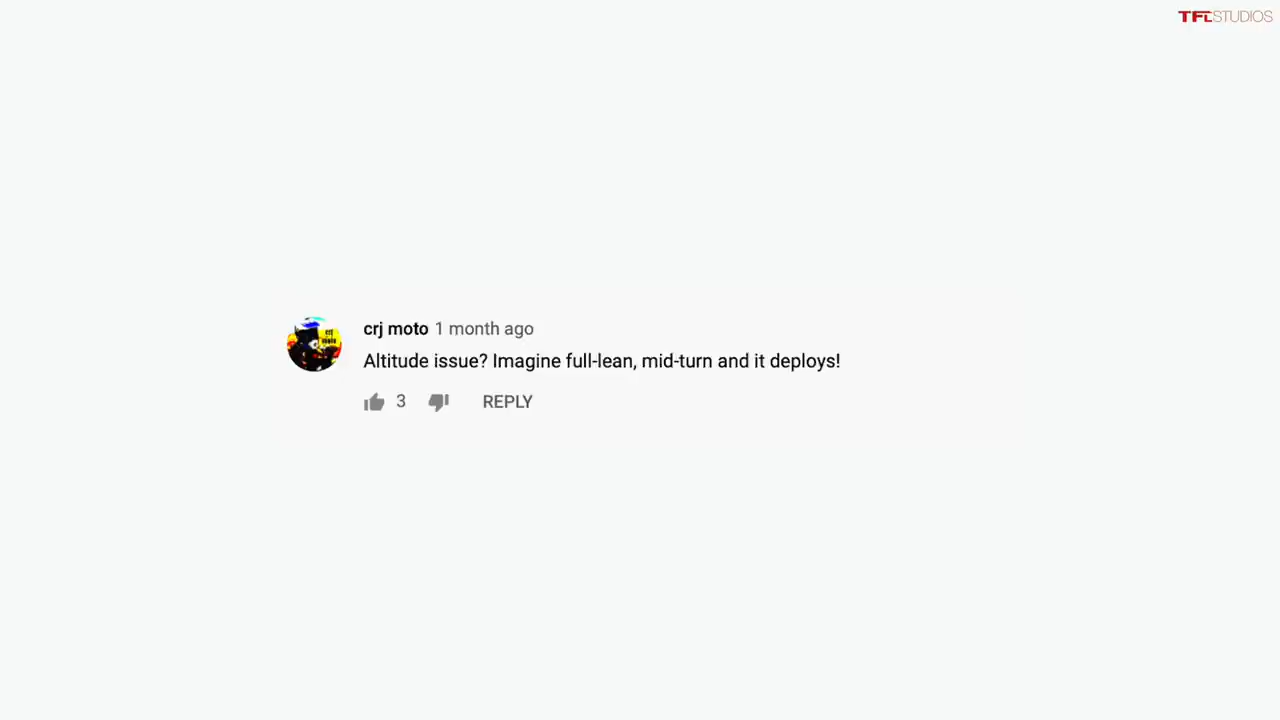 TFLSTUDIOS
crj moto 1 month ago
Altitude issue? Imagine full-lean, mid-turn and it deploys!
3 REPLY